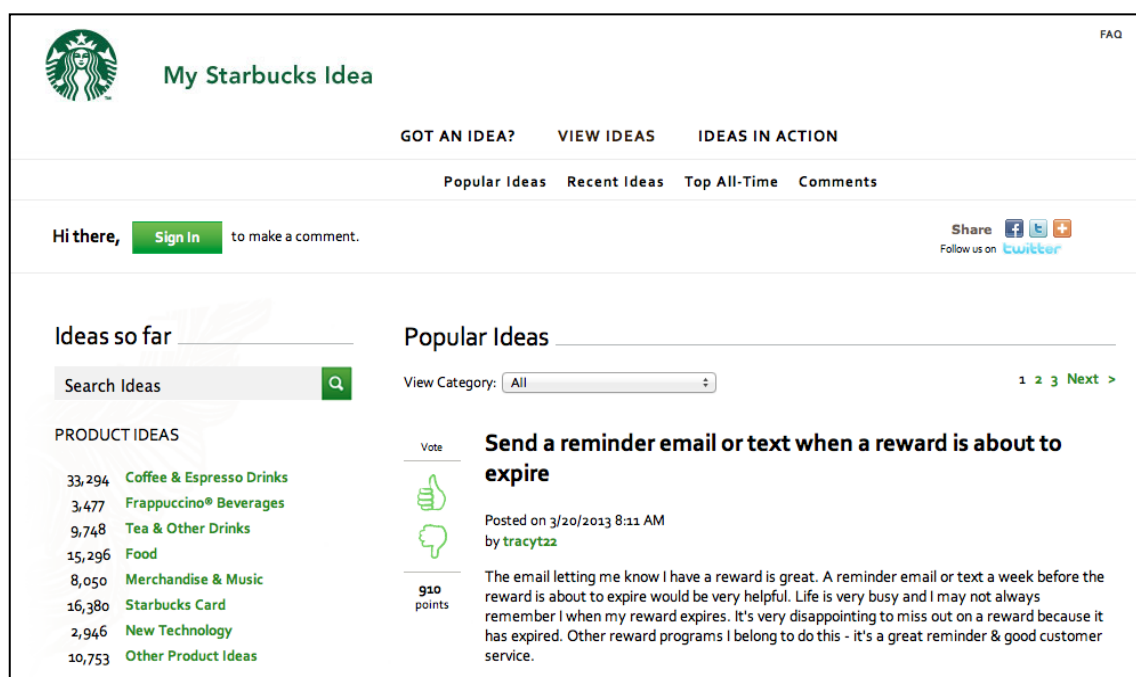 FAQ
My Starbucks Idea
GOT AN IDEA? VIEW IDEAS IDEAS IN ACTION
Popular Ideas Recent Ideas Top All-Time Comments
Hi there, Sign In to make a comment.
Share
Follow us on twitter
Ideas so far
Search Ideas
PRODUCT IDEAS
33,294 Coffee & Espresso Drinks
3,477 Frappuccino® Beverages
9,748 Tea & Other Drinks
15,296 Food
8,050 Merchandise & Music
16,380 Starbucks Card
2,946 New Technology
10,753 Other Product Ideas
Popular Ideas
View Category: All
1 2 3 Next >
Vote
910
points
Send a reminder email or text when a reward is about to
expire
Posted on 3/20/2013 8:11 AM
by tracyt22
The email letting me know I have a reward is great. A reminder email or text a week before the
reward is about to expire would be very helpful. Life is very busy and I may not always
remember I when my reward expires. It's very disappointing to miss out on a reward because it
has expired. Other reward programs I belong to do this - it's a great reminder & good customer
service.